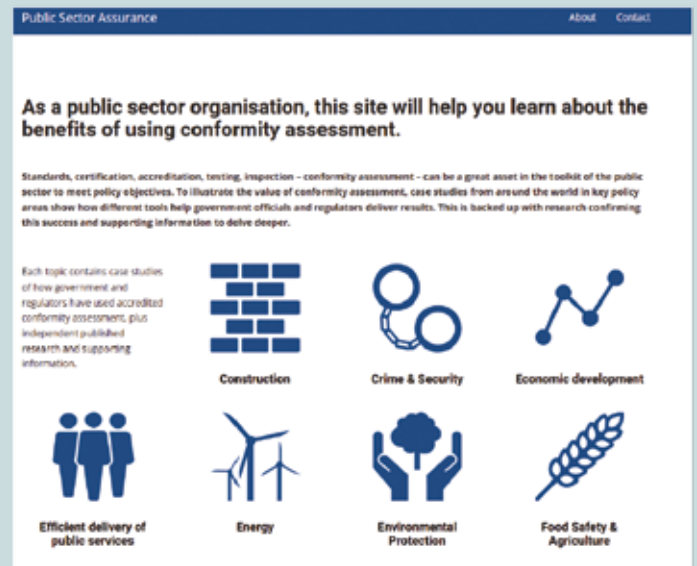 Public Sector Assurance
About Contact
As a public sector organisation, this site will help you learn about the
benefits of using conformity assessment.
Standards, certification, accreditation, testing, inspection – conformity assessment – can be a great asset in the toolkit of the public
sector to meet policy objectives. To illustrate the value of conformity assessment, case studies from around the world in key policy
areas show how different tools help government officials and regulators deliver results. This is backed up with research confirming
this success and supporting information to delve deeper.
Each topic contains case studies
of how government and
regulators have used accredited
conformity assessment, plus
independent published
research and supporting
information.
Construction
Crime & Security
Economic development
Efficient delivery of
public services
Energy
Environmental
Protection
Food Safety &
Agriculture